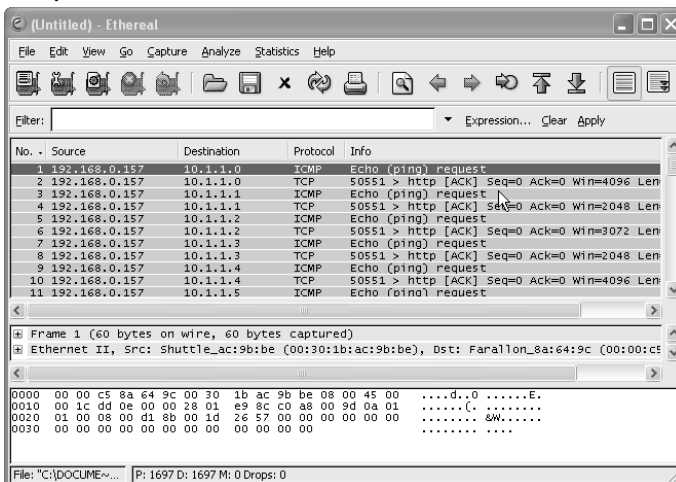 (Untitled) - Ethereal
File Edit View Go Capture Analyze Statistics Help
Filter: Expression... Clear Apply
No. Source Destination Protocol Info
1 192.168.0.157 10.1.1.0 ICMP Echo (ping) request
2 192.168.0.157 10.1.1.0 TCP 50551 > http [ACK] Seq=0 Ack=0 Win=4096 Len
3 192.168.0.157 10.1.1.1 ICMP Echo (ping) request
4 192.168.0.157 10.1.1.1 TCP 50551 > http [ACK] Seq=0 Ack=0 Win=2048 Len
5 192.168.0.157 10.1.1.2 ICMP Echo (ping) request
6 192.168.0.157 10.1.1.2 TCP 50551 > http [ACK] Seq=0 Ack=0 Win=3072 Len
7 192.168.0.157 10.1.1.3 ICMP Echo (ping) request
8 192.168.0.157 10.1.1.3 TCP 50551 > http [ACK] Seq=0 Ack=0 Win=2048 Len
9 192.168.0.157 10.1.1.4 ICMP Echo (ping) request
10 192.168.0.157 10.1.1.4 TCP 50551 > http [ACK] Seq=0 Ack=0 Win=4096 Len
11 192.168.0.157 10.1.1.5 ICMP Echo (ping) request
Frame 1 (60 bytes on wire, 60 bytes captured)
Ethernet II, Src: Shuttle_ac:9b:be (00:30:1b:ac:9b:be), Dst: Farallon_8a:64:9c (00:00:c5
0000 00 00 c5 8a 64 9c 00 30 1b ac 9b be 08 00 45 00 ....d..0 ......E.
0010 00 1c dd 0e 00 00 28 01 e9 8c c0 a8 00 9d 0a 01 ......(. ........
0020 01 00 08 00 d1 8b 00 1d 26 57 00 00 00 00 00 00 ........ &W......
0030 00 00 00 00 00 00 00 00 00 00 00 00 ........ ....
File: "C:\DOCUME~... P: 1697 D: 1697 M: 0 Drops: 0